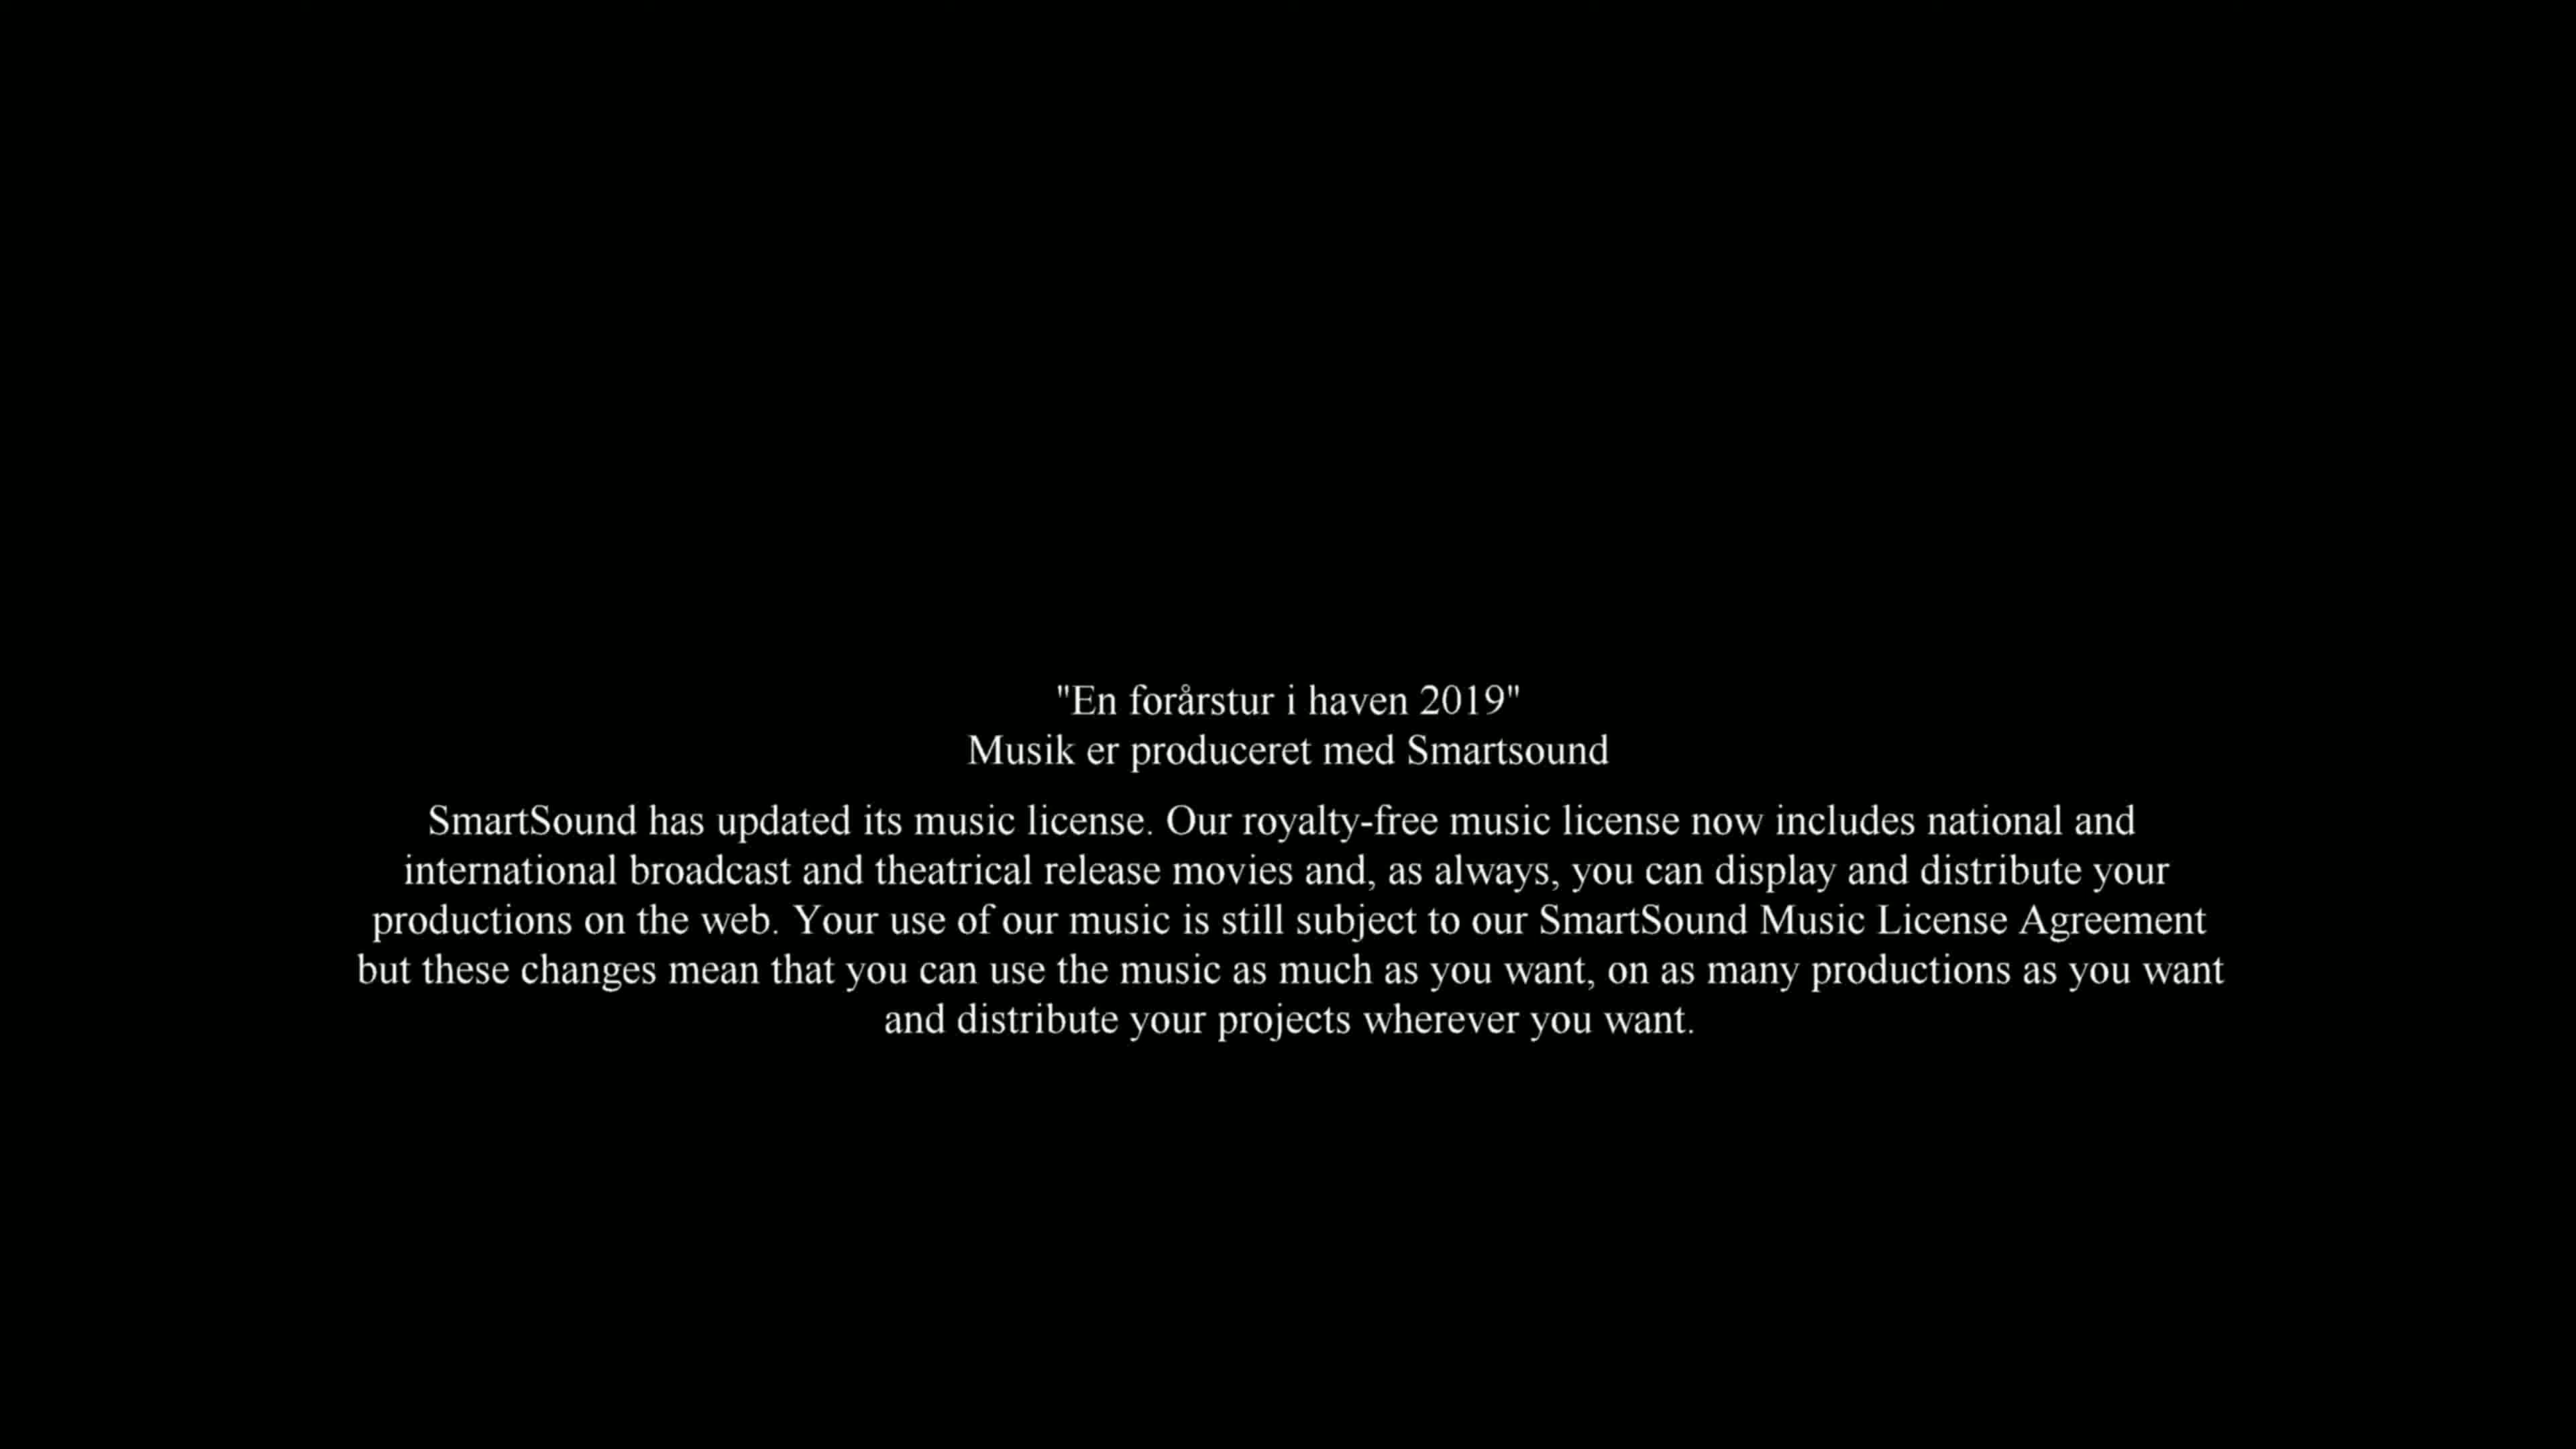 "En forårstur i haven 2019"
Musik er produceret med Smartsound
SmartSound has updated its music license. Our royalty-free music license now includes national and
international broadcast and theatrical release movies and, as always, you can display and distribute your
productions on the web. Your use of our music is still subject to our SmartSound Music License Agreement
but these changes mean that you can use the music as much as you want, on as many productions as you want
and distribute your projects wherever you want.